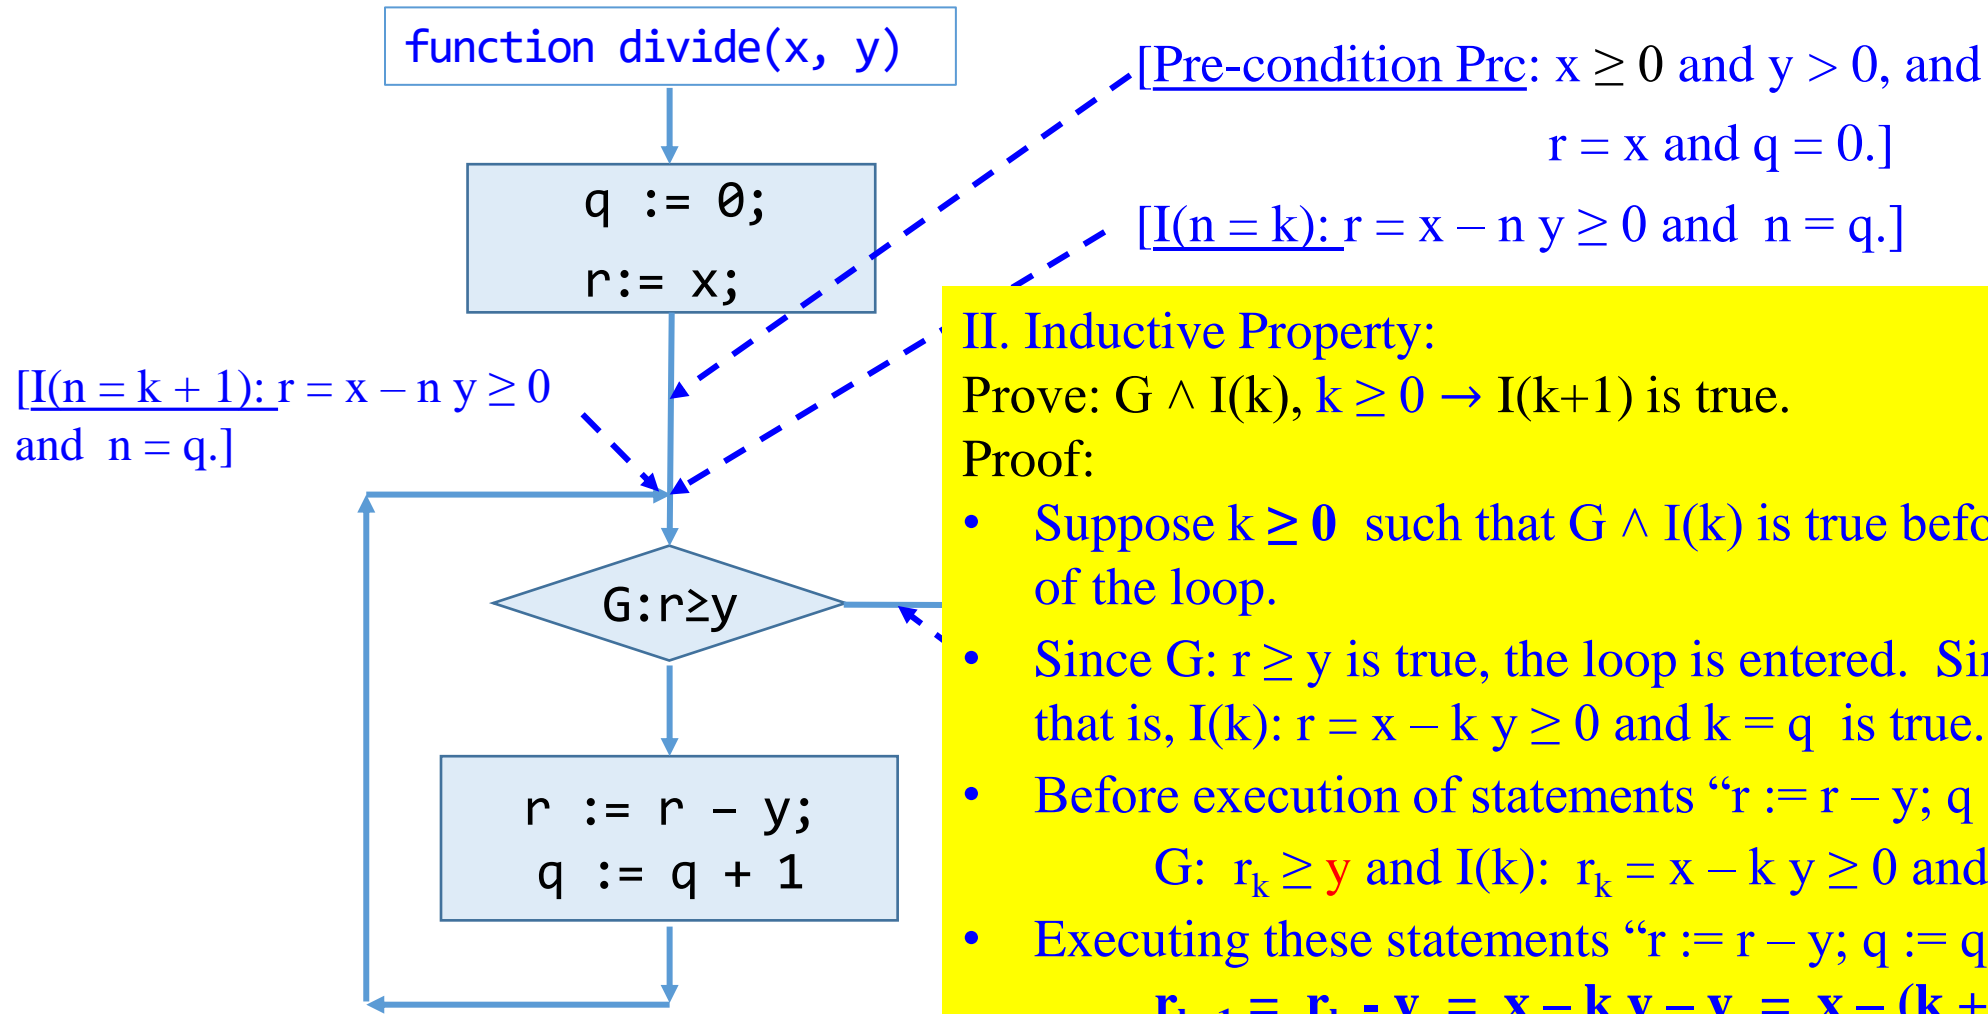 function divide(x, y)
[Pre-condition Prc: x ≥ 0 and y > 0, and
r = x and q = 0.]
q := 0;
r:= x;
[I(n = k): r = x – n y ≥ 0 and n = q.]
[I(n = k + 1): r = x – n y ≥ 0
and n = q.]
G:r≥y
r := r – y;
q := q + 1
II. Inductive Property:
Prove: G ^ I(k), k ≥ 0 → I(k+1) is true.
Proof:
• Suppose k ≥ 0 such that G ^ I(k) is true
of the loop.
• Since G: r ≥ y is true, the loop is entered.
that is, I(k): r = x – k y ≥ 0 and k = q is true.
• Before execution of statements “r := r – y; q
G: rₖ ≥ y and I(k): rₖ = x – k y ≥ 0 and
• Executing these statements “r := r – y; q := q
= rₖ - y = x – k y – y = x – (k +